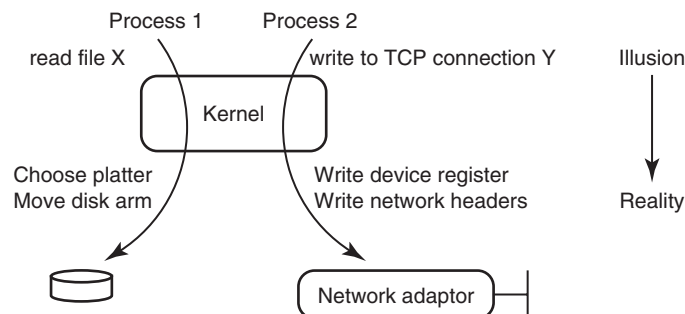 Process 1 Process 2
read file X write to TCP connection Y Illusion
Kernel
Choose platter Write device register
Move disk arm Write network headers Reality
Network adaptor